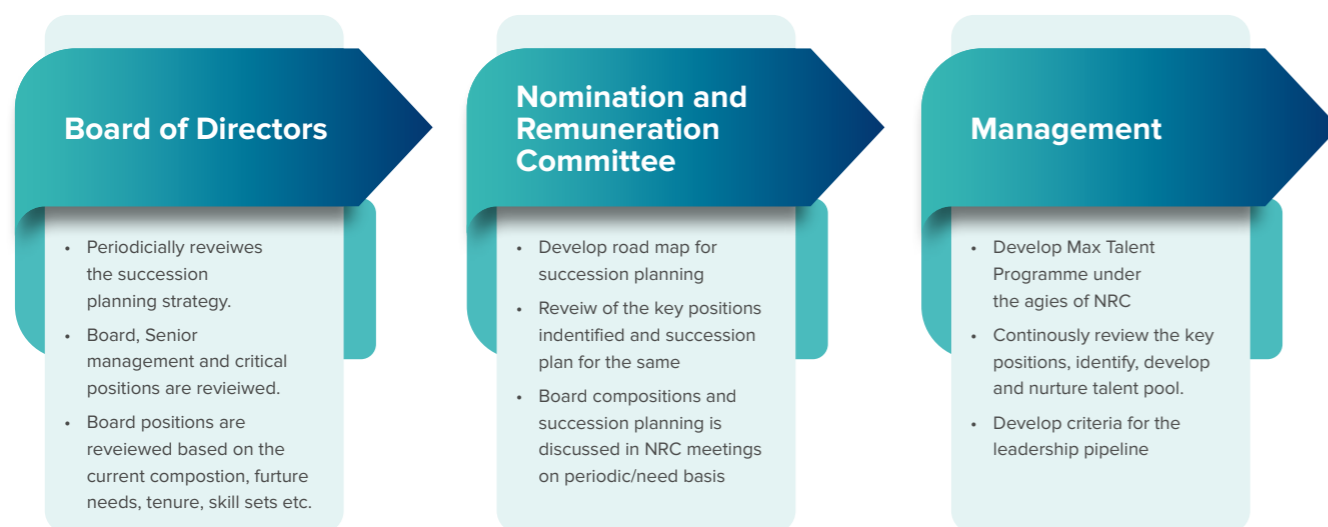 Board of Directors
• Periodicially reveiwes
the succession
planning strategy.
• Board, Senior
management and critical
positions are revieiwed.
• Board positions are
reveiewed based on the
current compostion, furture
needs, tenure, skill sets etc.
Nomination and
Remuneration
Committee
• Develop road map for
succession planning
• Reveiw of the key positions
indentified and succession
plan for the same
• Board compositions and
succession planning is
discussed in NRC meetings
on periodic/need basis
Management
• Develop Max Talent
Programme under
the agies of NRC
• Continously review the key
positions, identify, develop
and nurture talent pool.
• Develop criteria for the
leadership pipeline